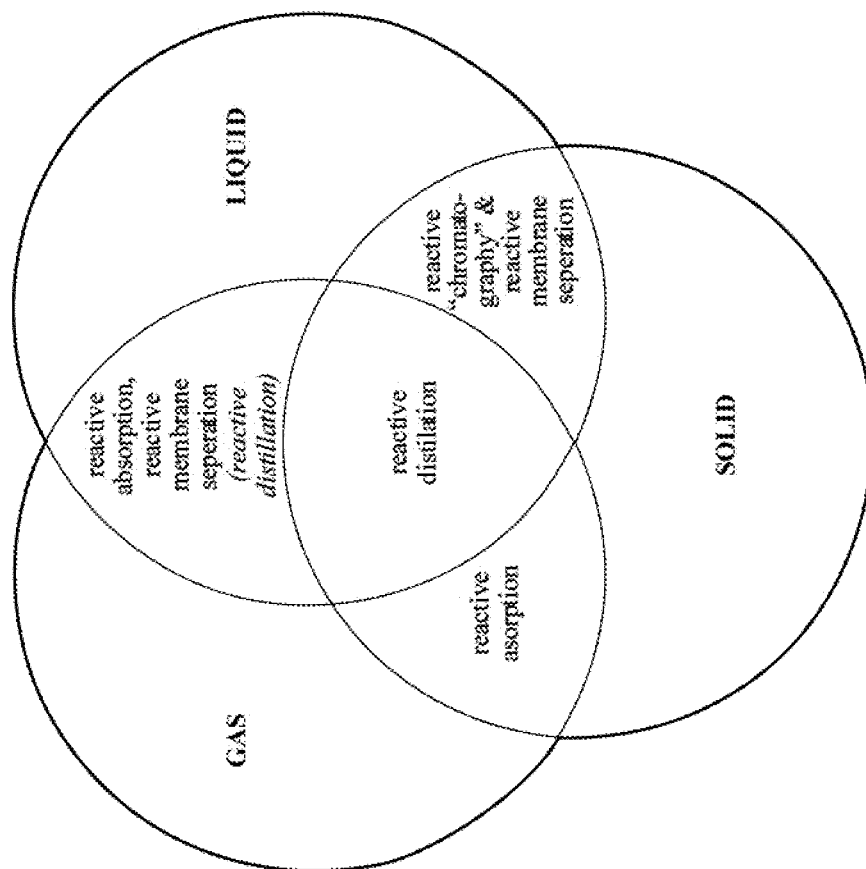 GAS
LIQUID
reactive
absorption,
reactive
membrane
seperation
(reactive
distillation)
reactive
distilation
reactive
asorption
reactive
“chromato-
graphy” &
reactive
membrane
seperation
SOLID